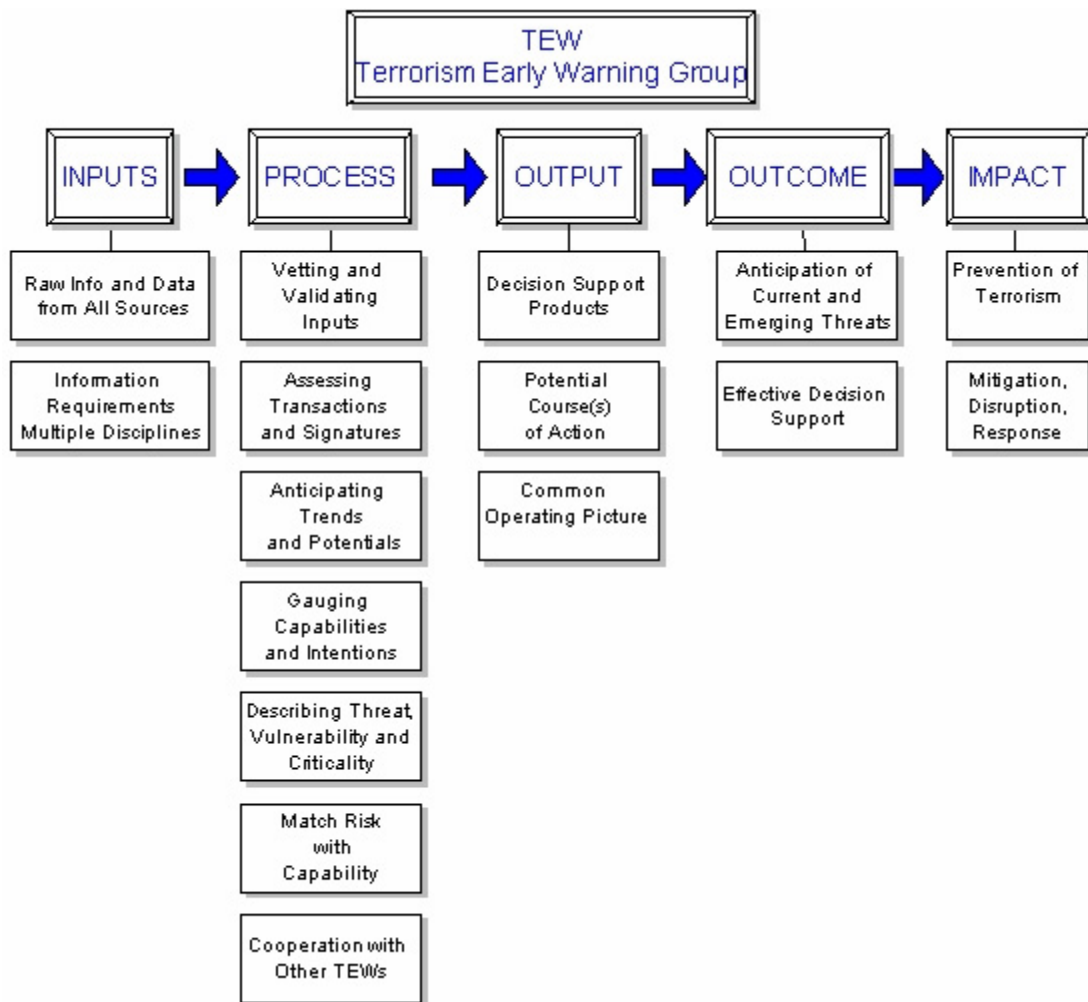 TEW
Terrorism Early Warning Group
INPUTS
PROCESS
OUTPUT
OUTCOME
IMPACT
Raw Info and Data
from All Sources
Information
Requirements
Multiple Disciplines
Vetting and
Validating
Inputs
Assessing
Transactions
and Signatures
Anticipating
Trends
and Potentials
Gauging
Capabilities
and Intentions
Describing Threat,
Vulnerability and
Criticality
Match Risk
with
Capability
Cooperation with
Other TEWs
Decision Support
Products
Potential
Course(s)
of Action
Common
Operating Picture
Anticipation of
Current and
Emerging Threats
Effective Decision
Support
Prevention of
Terrorism
Mitigation,
Disruption,
Response